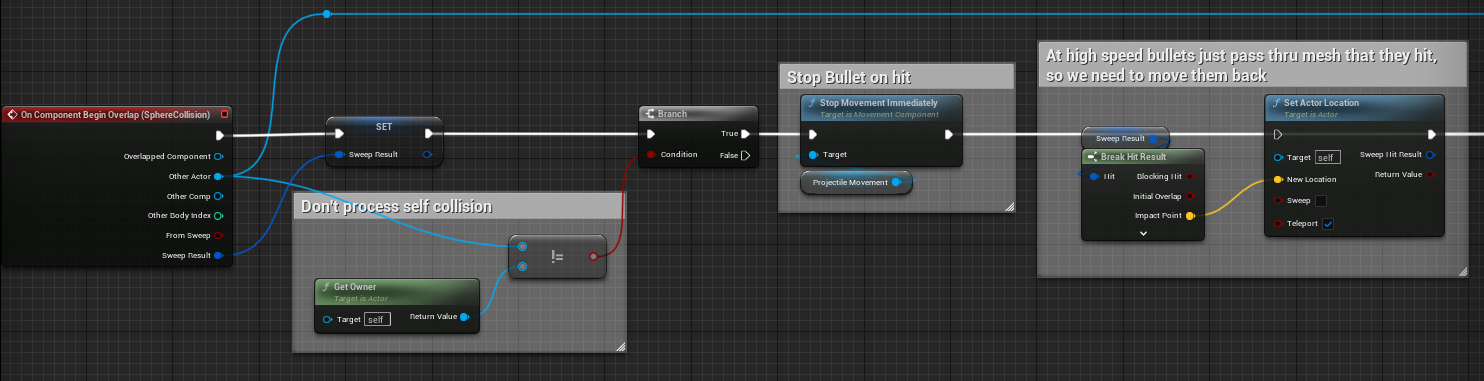 At high speed bullets just pass thru mesh that they hit,
so we need to move them back
Stop Bullet on hit
On Component Begin Overlap (SphereCollision)
Overlapped Component
Other Actor
Other Comp
Other Body Index
From Sweep
Sweep Result
SET
Sweep Result
Don't process self collision
Get Owner
Target is Actor
Target self
Return Value
!=
Branch
True
Condition
False
Stop Movement Immediately
Target is Movement Component
Target
Projectile Movement
Sweep Result
Break Hit Result
Hit
Blocking Hit
Initial Overlap
Impact Point
Set Actor Location
Target is Actor
Target self
Sweep Hit Result
New Location
Return Value
Sweep
Teleport